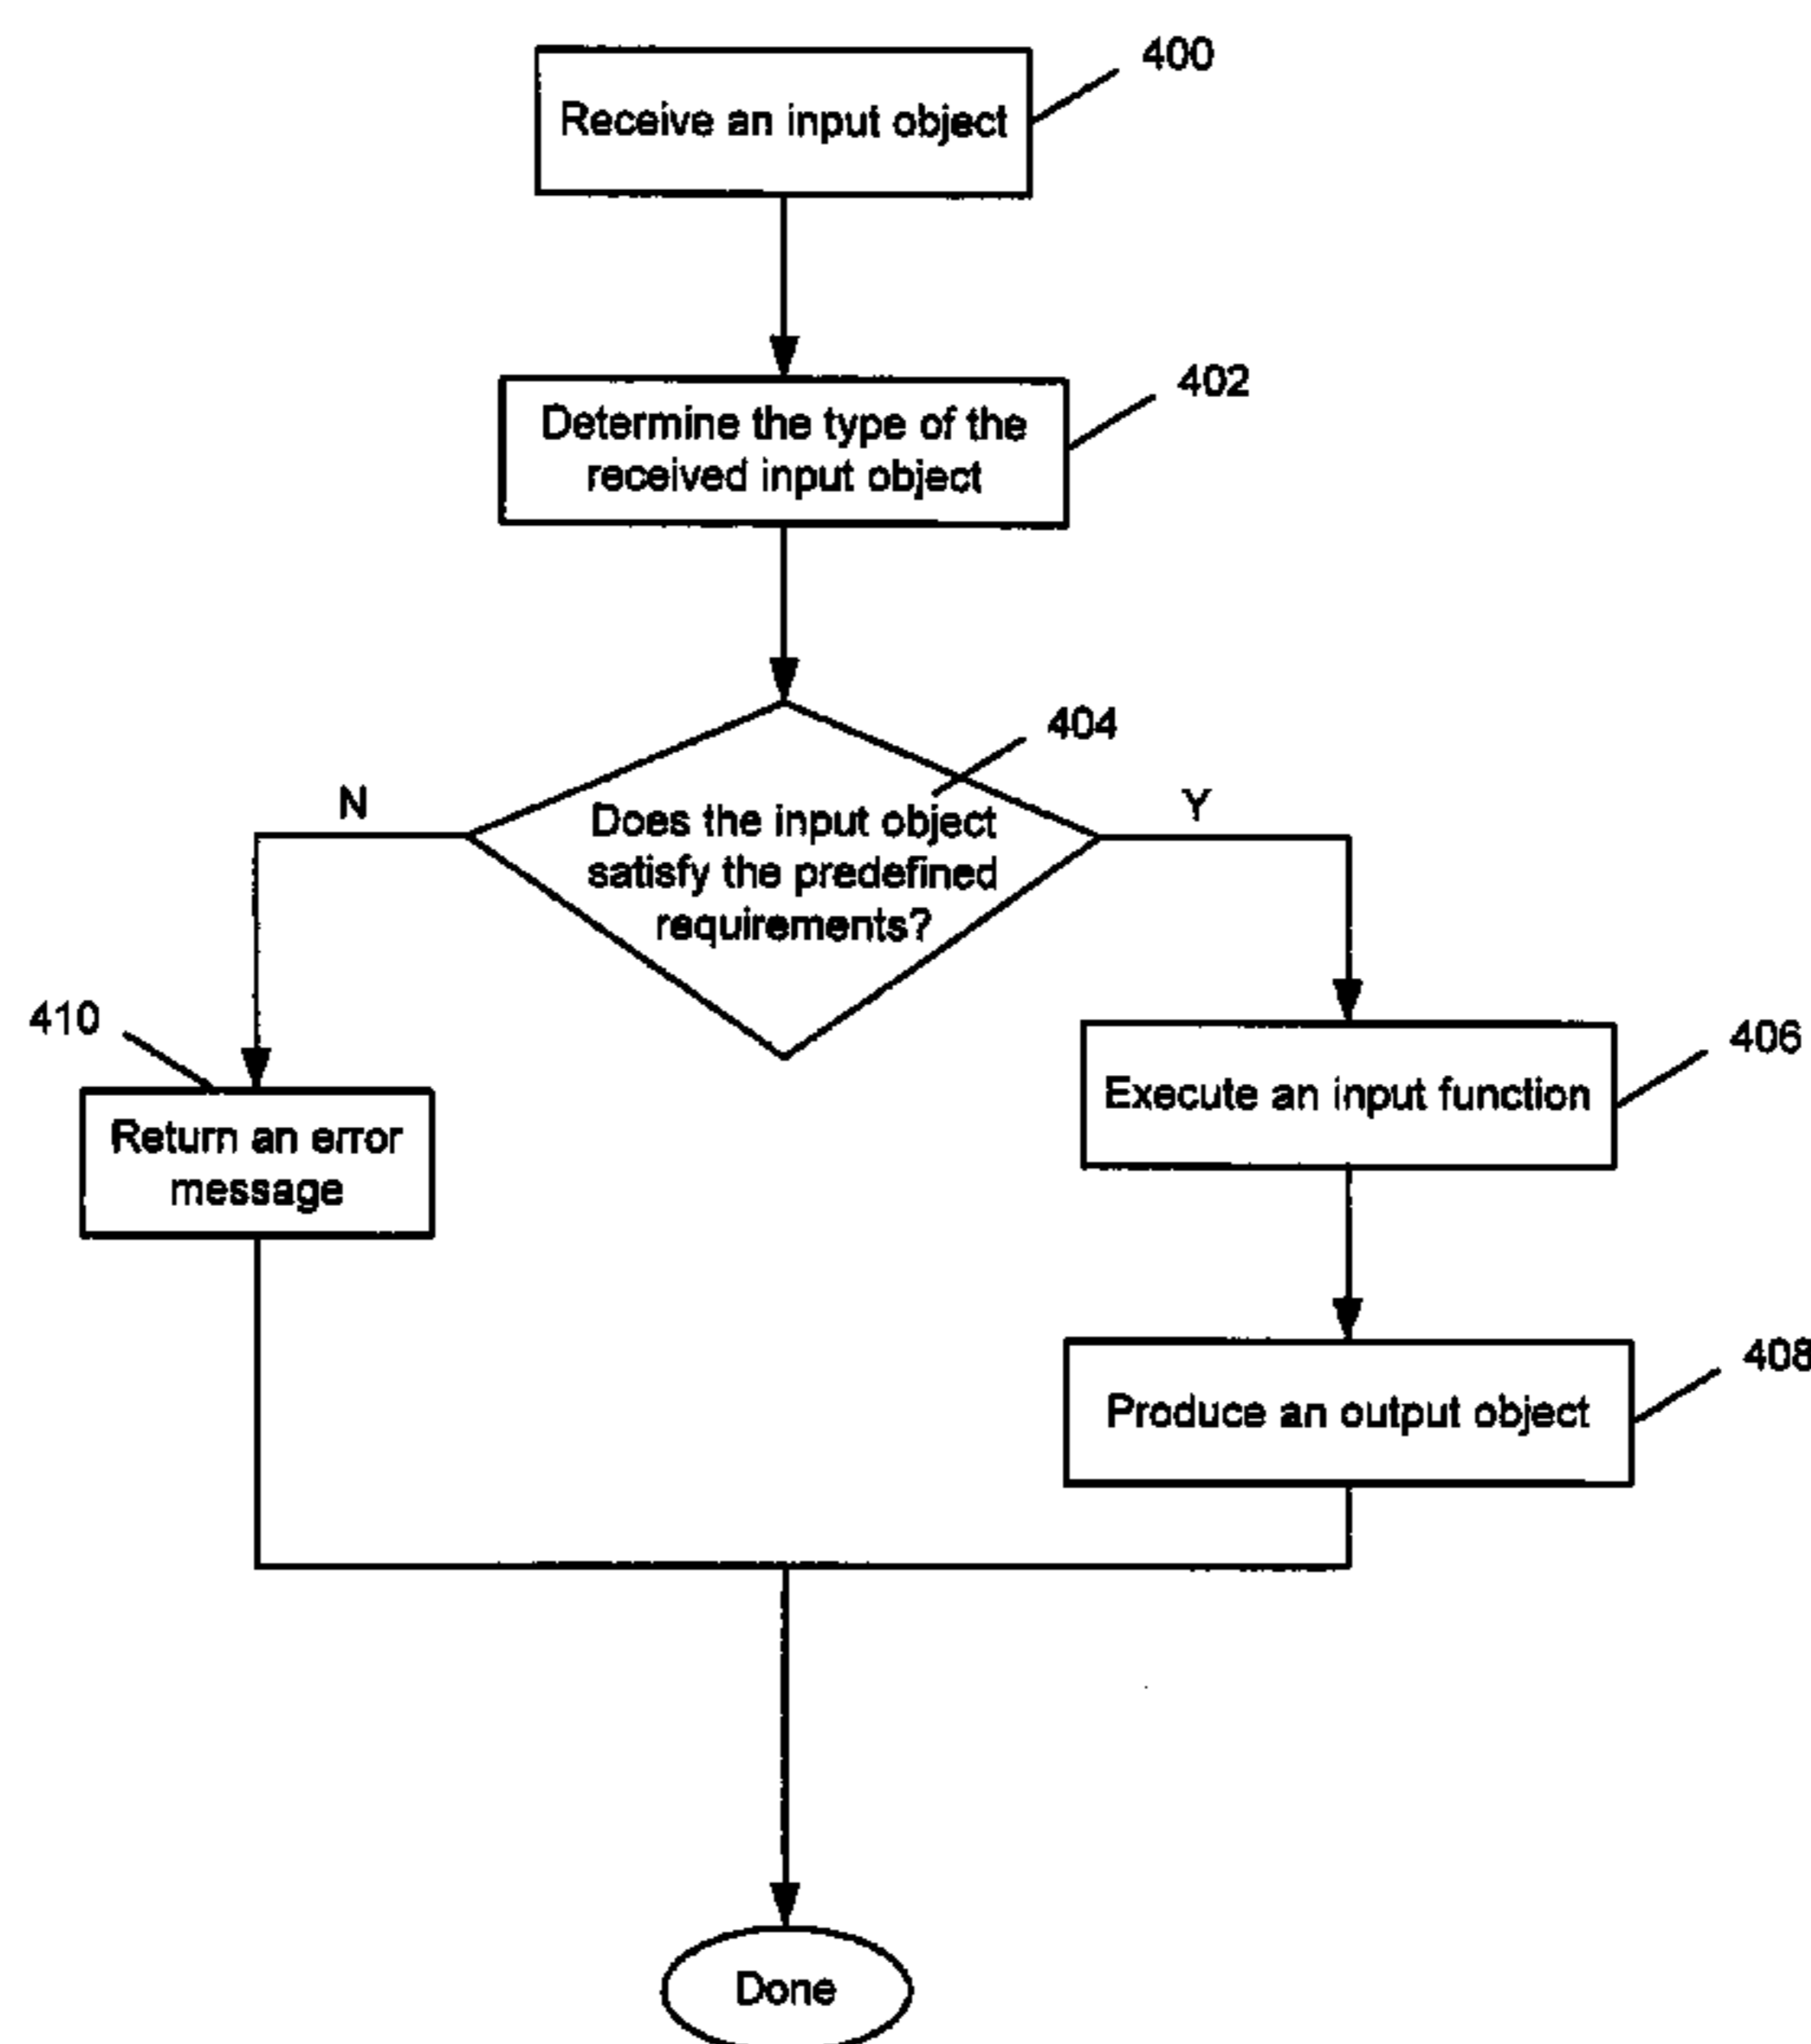 400
Receive an input object
402
Determine the type of the
received input object
404
N
Y
Does the input object
satisfy the predefined
requirements?
410
406
Return an error
message
Execute an input function
408
Produce an output object
Done